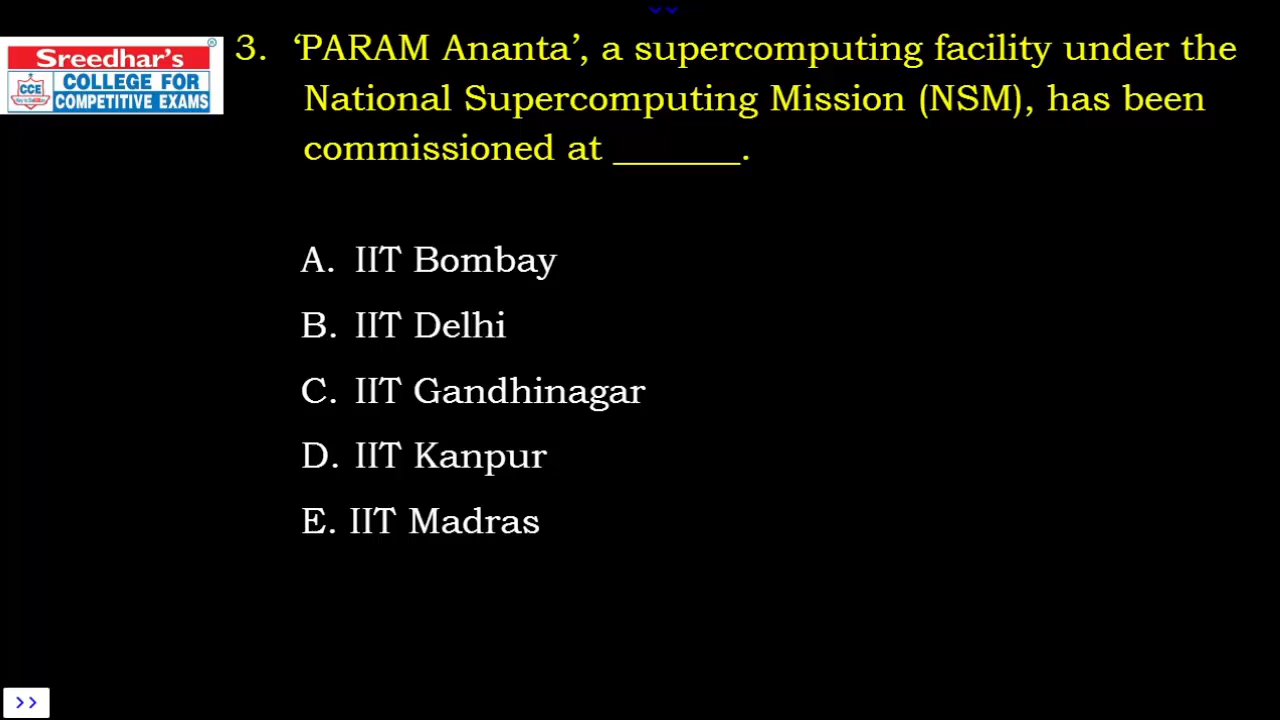 Sreedhar's
CCE
COLLEGE FOR
COMPETITIVE EXAMS
3. ‘PARAM Ananta’, a supercomputing facility under the
National Supercomputing Mission (NSM), has been
commissioned at _______.
A. IIT Bombay
B. IIT Delhi
C. IIT Gandhinagar
D. IIT Kanpur
E. IIT Madras
>>